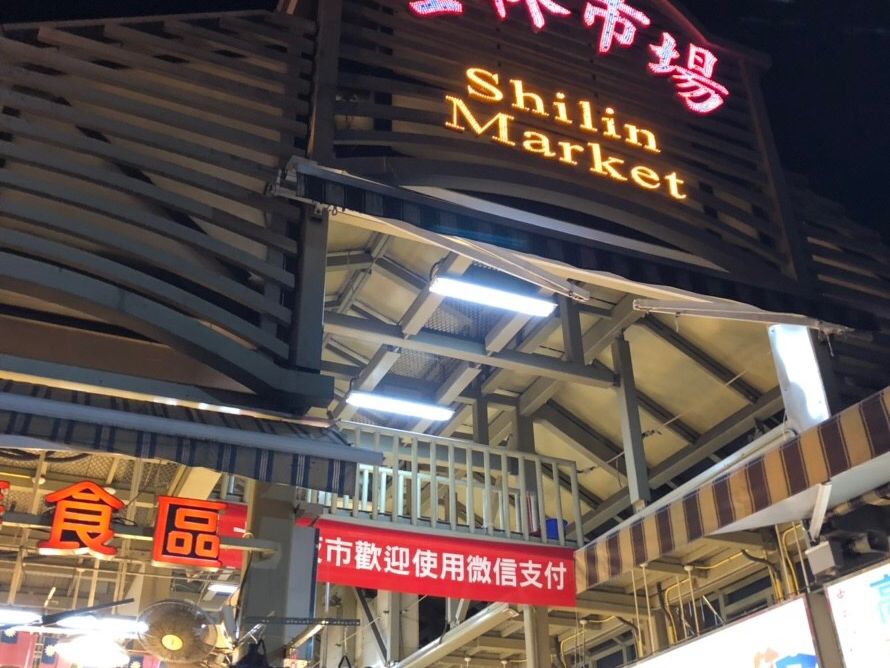 林市場
Shilin
Market
食區
市歡迎使用微信支付